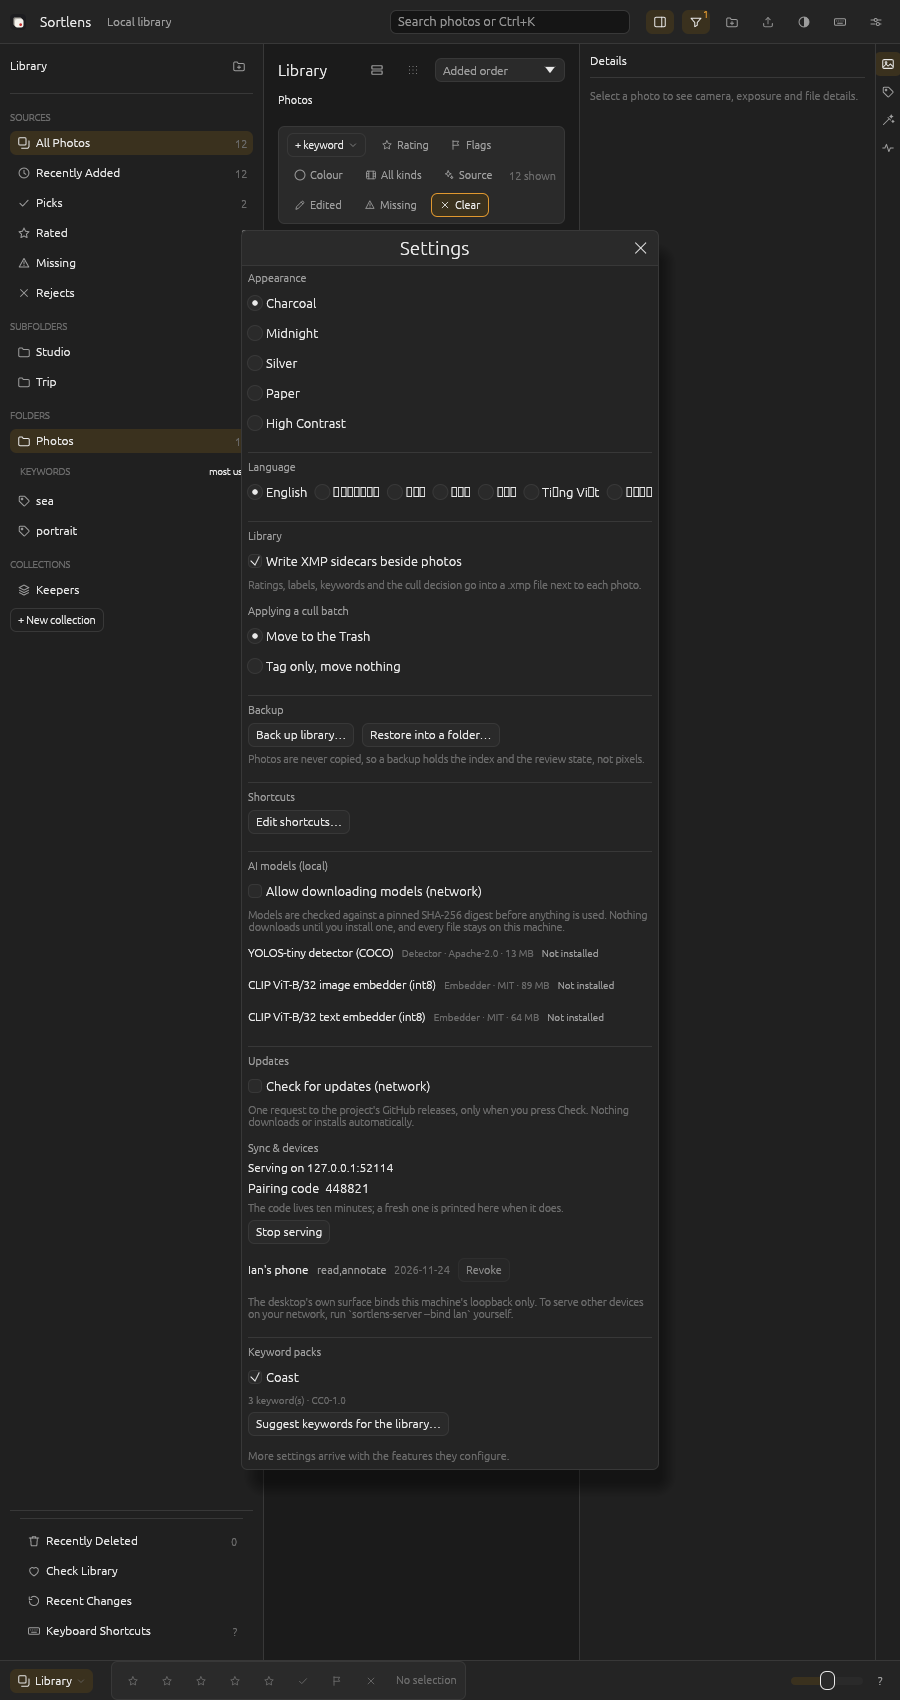 Sortlens
Local library
Search photos or Ctrl+K
1
Library
SOURCES
All Photos 12
Recently Added 12
Picks 2
Rated
Missing
Rejects
SUBFOLDERS
Studio
Trip
FOLDERS
Photos 1
KEYWORDS most us
sea
portrait
COLLECTIONS
Keepers
+ New collection
Library
Added order
Photos
+ keyword Rating Flags
Colour All kinds Source 12 shown
Edited Missing Clear
Details
Select a photo to see camera, exposure and file details.
Settings
Appearance
Charcoal
Midnight
Silver
Paper
High Contrast
Language
English Ti▯ng Vi▯t
Library
Write XMP sidecars beside photos
Ratings, labels, keywords and the cull decision go into a .xmp file next to each photo.
Applying a cull batch
Move to the Trash
Tag only, move nothing
Backup
Back up library… Restore into a folder…
Photos are never copied, so a backup holds the index and the review state, not pixels.
Shortcuts
Edit shortcuts…
AI models (local)
Allow downloading models (network)
Models are checked against a pinned SHA-256 digest before anything is used. Nothing
downloads until you install one, and every file stays on this machine.
YOLOS-tiny detector (COCO) Detector · Apache-2.0 · 13 MB Not installed
CLIP ViT-B/32 image embedder (int8) Embedder · MIT · 89 MB Not installed
CLIP ViT-B/32 text embedder (int8) Embedder · MIT · 64 MB Not installed
Updates
Check for updates (network)
One request to the project's GitHub releases, only when you press Check. Nothing
downloads or installs automatically.
Sync & devices
Serving on 127.0.0.1:52114
Pairing code 448821
The code lives ten minutes; a fresh one is printed here when it does.
Stop serving
Ian's phone read,annotate 2026-11-24 Revoke
The desktop's own surface binds this machine's loopback only. To serve other devices
on your network, run `sortlens-server --bind lan` yourself.
Keyword packs
Coast
3 keyword(s) · CC0-1.0
Suggest keywords for the library…
More settings arrive with the features they configure.
Recently Deleted 0
Check Library
Recent Changes
Keyboard Shortcuts ?
Library
No selection
?